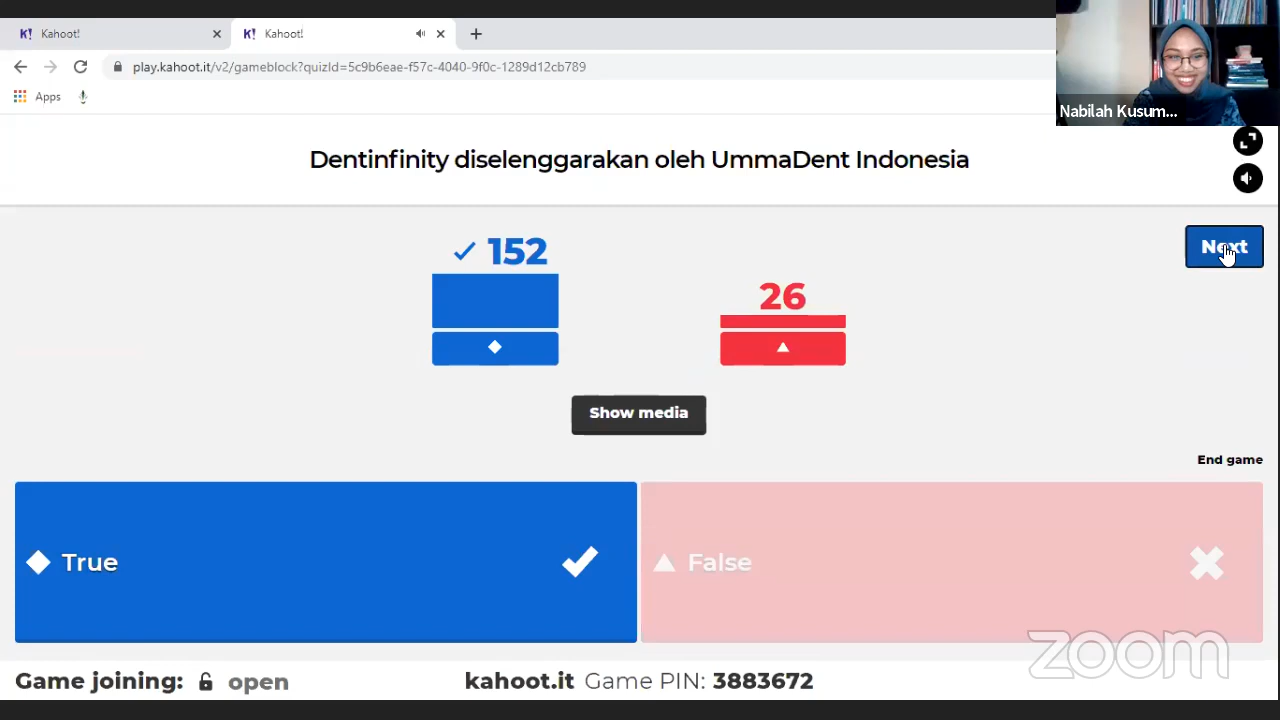 K! Kahoot!
K! Kahoot!
play.kahoot.it/v2/gameblock?quizId=5c9b6eae-f57c-4040-9f0c-1289d12cb789
Apps
Nabilah Kusum...
Dentinfinity diselenggarakan oleh UmmaDent Indonesia
152
26
Next
Show media
End game
True
False
zoom
Game joining: open
kahoot.it Game PIN: 3883672